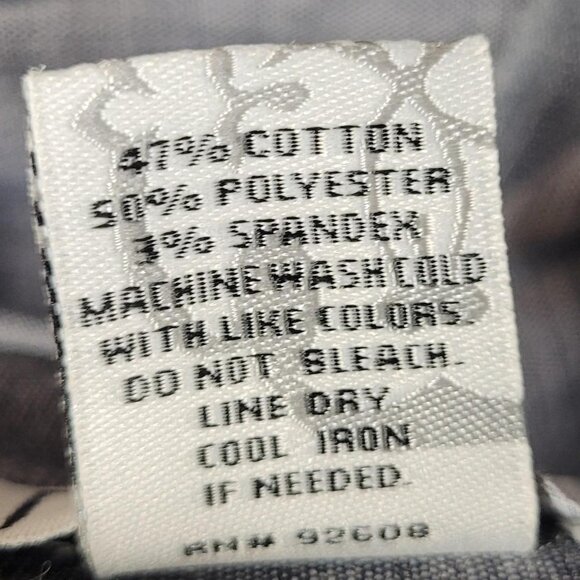 47% COTTON
50% POLYESTER
3% SPANDEX
MACHINE WASH COLD
WITH LIKE COLORS.
DO NOT BLEACH.
LINE DRY
COOL IRON
IF NEEDED.
RN# 92608